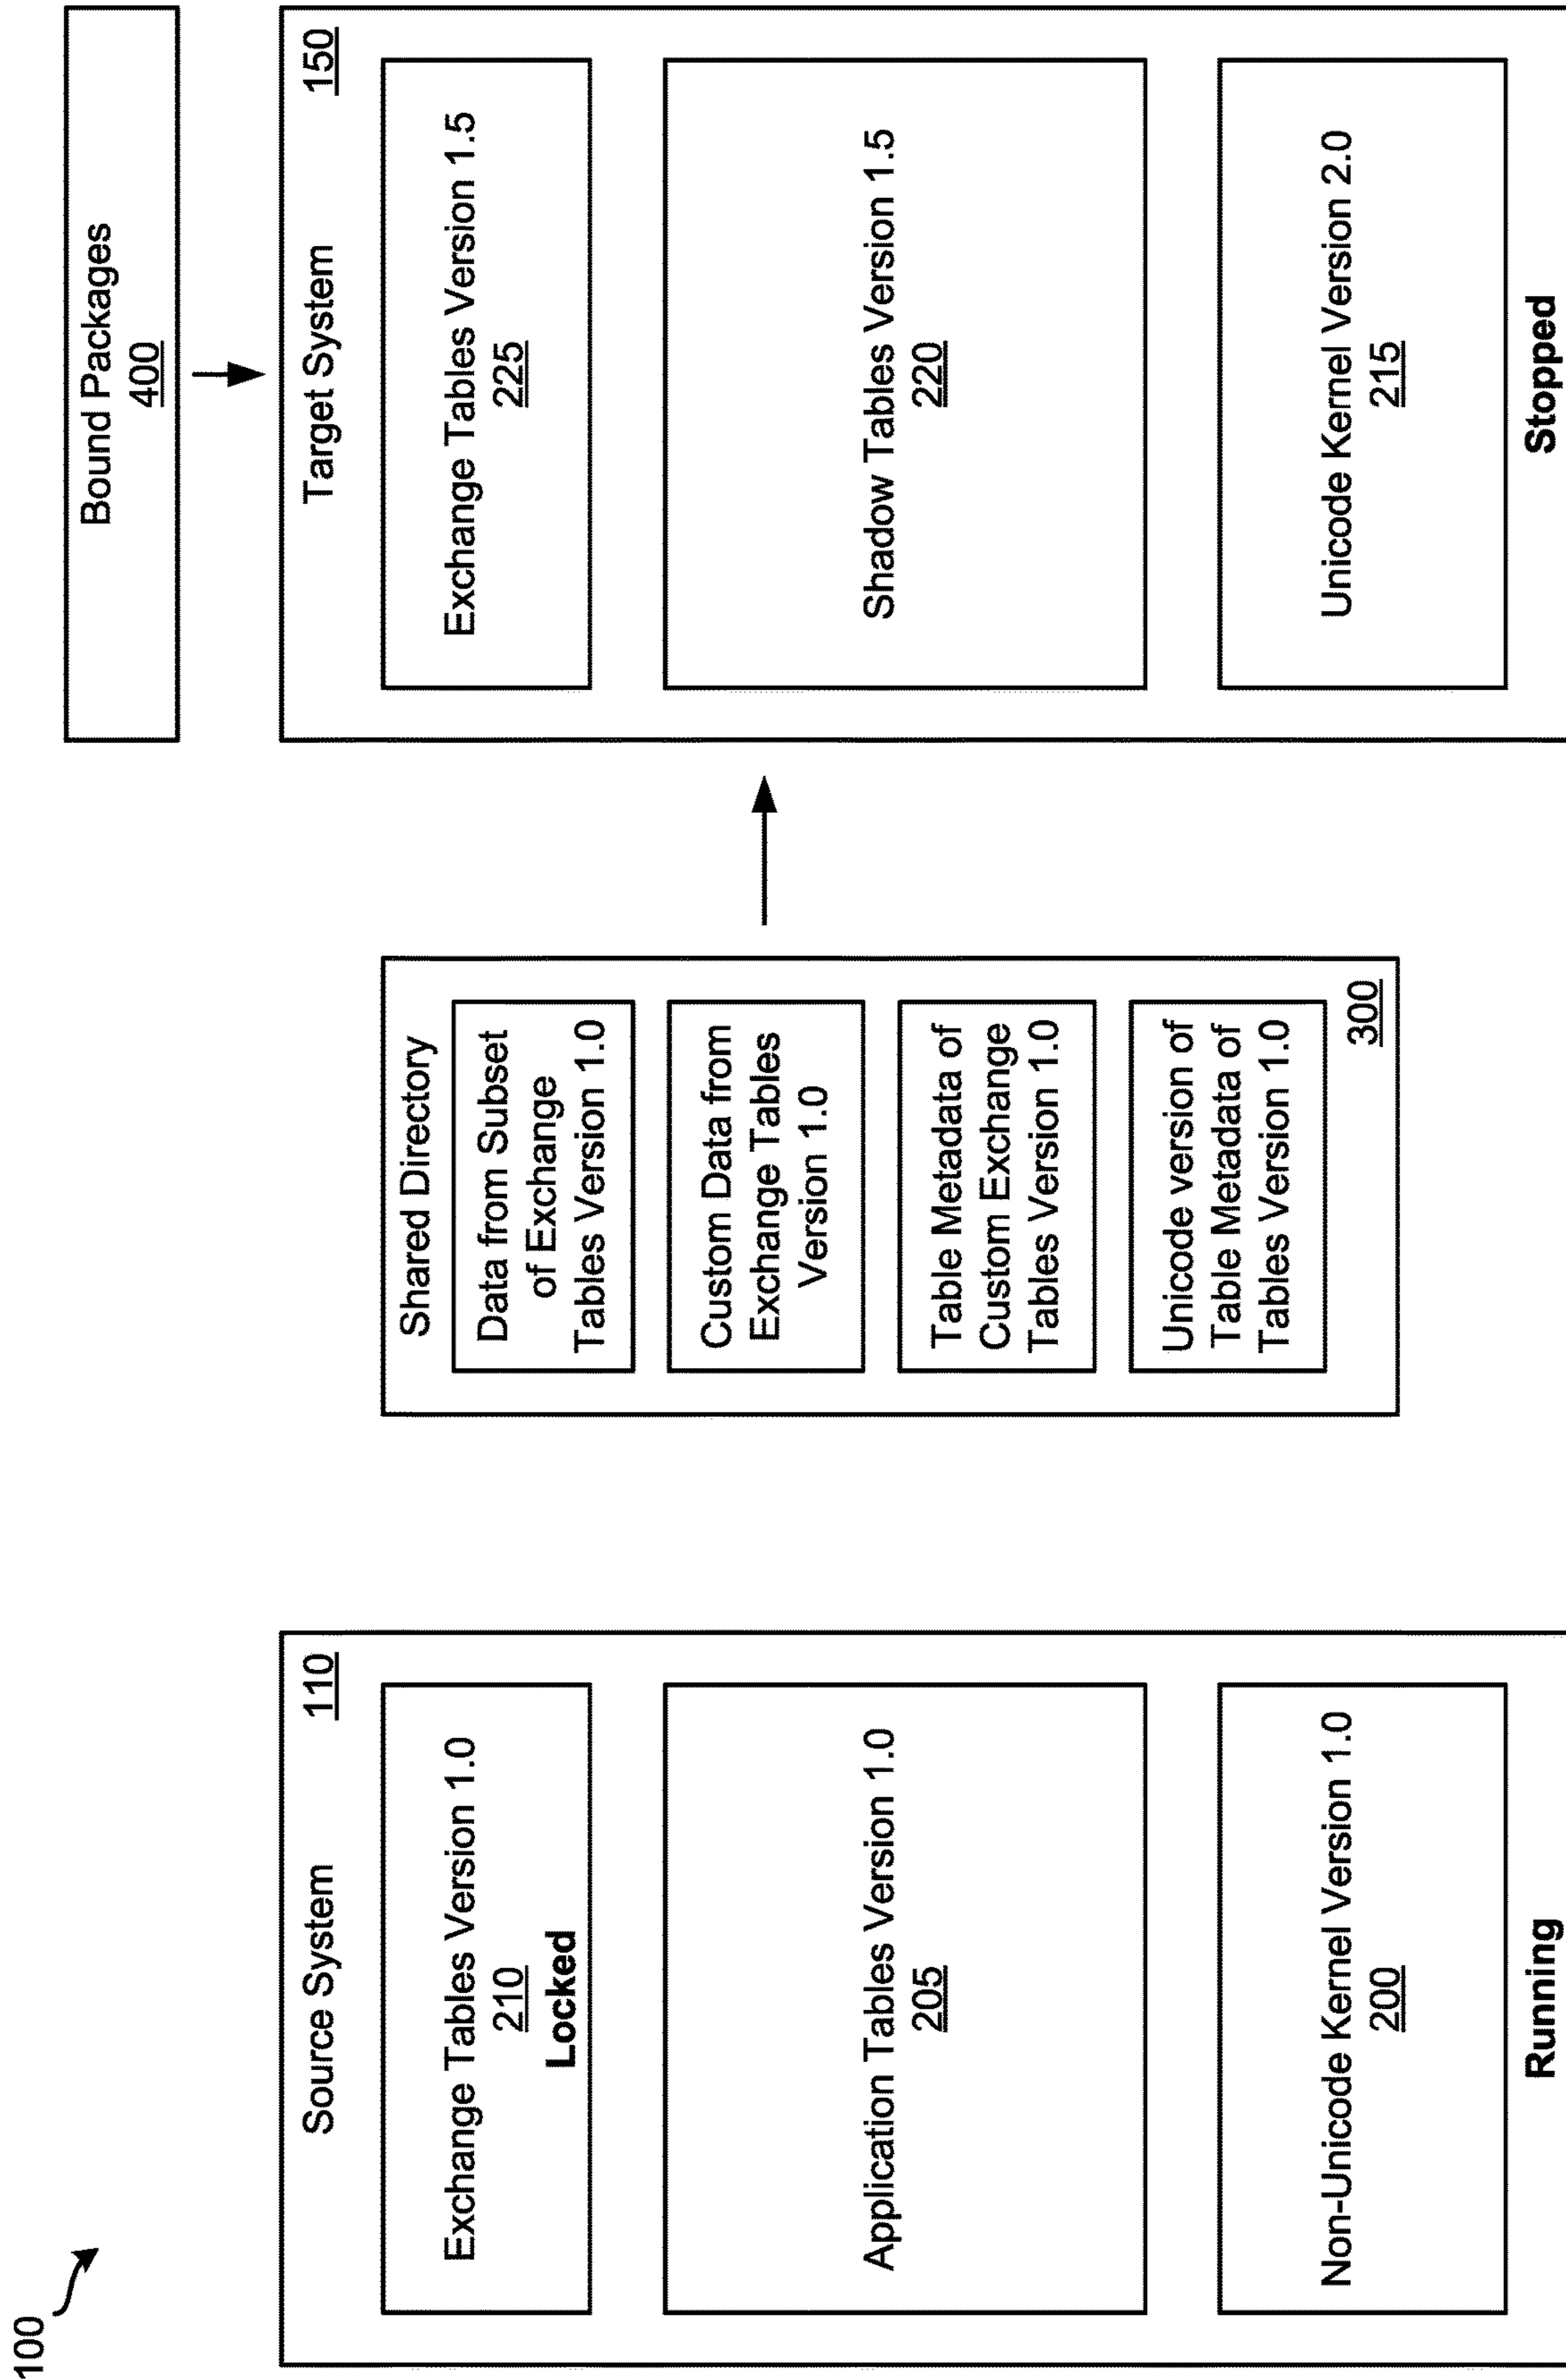 100
Source System
110
Exchange Tables Version 1.0
210
Locked
Application Tables Version 1.0
205
Non-Unicode Kernel Version 1.0
200
Running
Shared Directory
Data from Subset
of Exchange
Tables Version 1.0
Custom Data from
Exchange Tables
Version 1.0
Table Metadata of
Custom Exchange
Tables Version 1.0
Unicode version of
Table Metadata of
Tables Version 1.0
300
Bound Packages
400
Target System
150
Exchange Tables Version 1.5
225
Shadow Tables Version 1.5
220
Unicode Kernel Version 2.0
215
Stopped